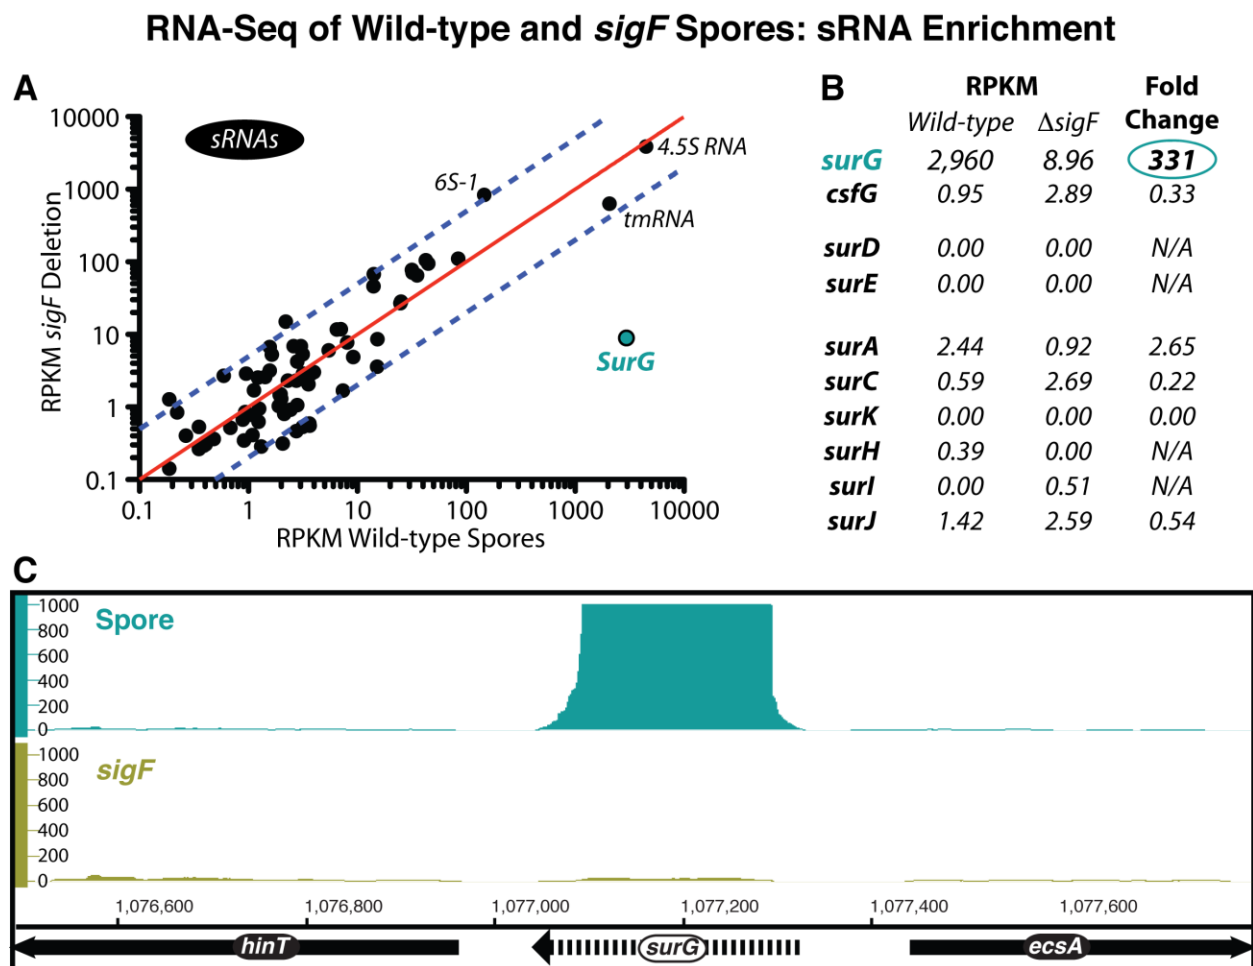 RNA-Seq of Wild-type and sigF Spores: sRNA Enrichment
A
sRNAs
10000
1000
100
10
1
0.1
RPKM sigF Deletion
4.5S RNA
6S-1
tmRNA
SurG
0.1 1 10 100 1000 10000
RPKM Wild-type Spores
B
RPKM Fold
Wild-type ΔsigF Change
surG 2,960 8.96 331
csfG 0.95 2.89 0.33
surD 0.00 0.00 N/A
surE 0.00 0.00 N/A
surA 2.44 0.92 2.65
surC 0.59 2.69 0.22
surK 0.00 0.00 0.00
surH 0.39 0.00 N/A
surI 0.00 0.51 N/A
surJ 1.42 2.59 0.54
C
1000
800
600
400
200
0
Spore
1000
800
600
400
200
0
sigF
1,076,600 1,076,800 1,077,000 1,077,200 1,077,400 1,077,600
hinT surG ecsA